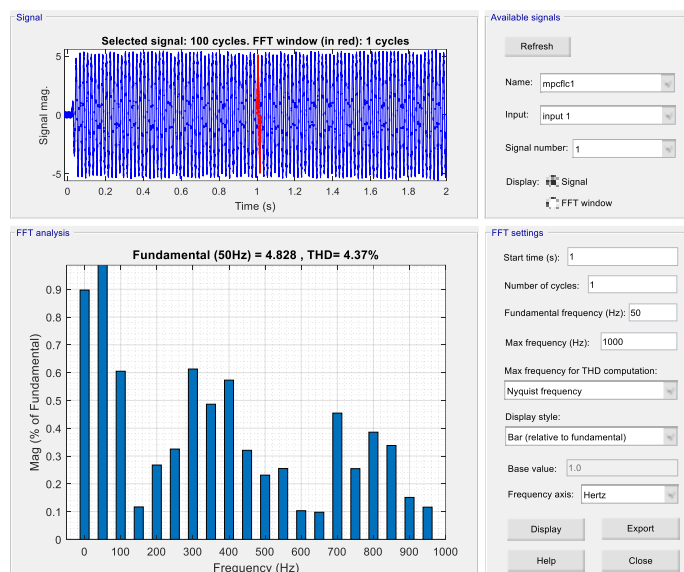 Signal
Selected signal: 100 cycles. FFT window (in red): 1 cycles
5
0
-5
Signal mag.
0 0.2 0.4 0.6 0.8 1 1.2 1.4 1.6 1.8 2
Time (s)
Available signals
Refresh
Name: mpcflc1
Input: input 1
Signal number: 1
Display: Signal
FFT window
FFT analysis
Fundamental (50Hz) = 4.828 , THD= 4.37%
0.9
0.8
0.7
0.6
0.5
0.4
0.3
0.2
0.1
0
Mag (% of Fundamental)
0 100 200 300 400 500 600 700 800 900 1000
Frequency (Hz)
FFT settings
Start time (s): 1
Number of cycles: 1
Fundamental frequency (Hz): 50
Max frequency (Hz): 1000
Max frequency for THD computation:
Nyquist frequency
Display style:
Bar (relative to fundamental)
Base value: 1.0
Frequency axis: Hertz
Display Export
Help Close